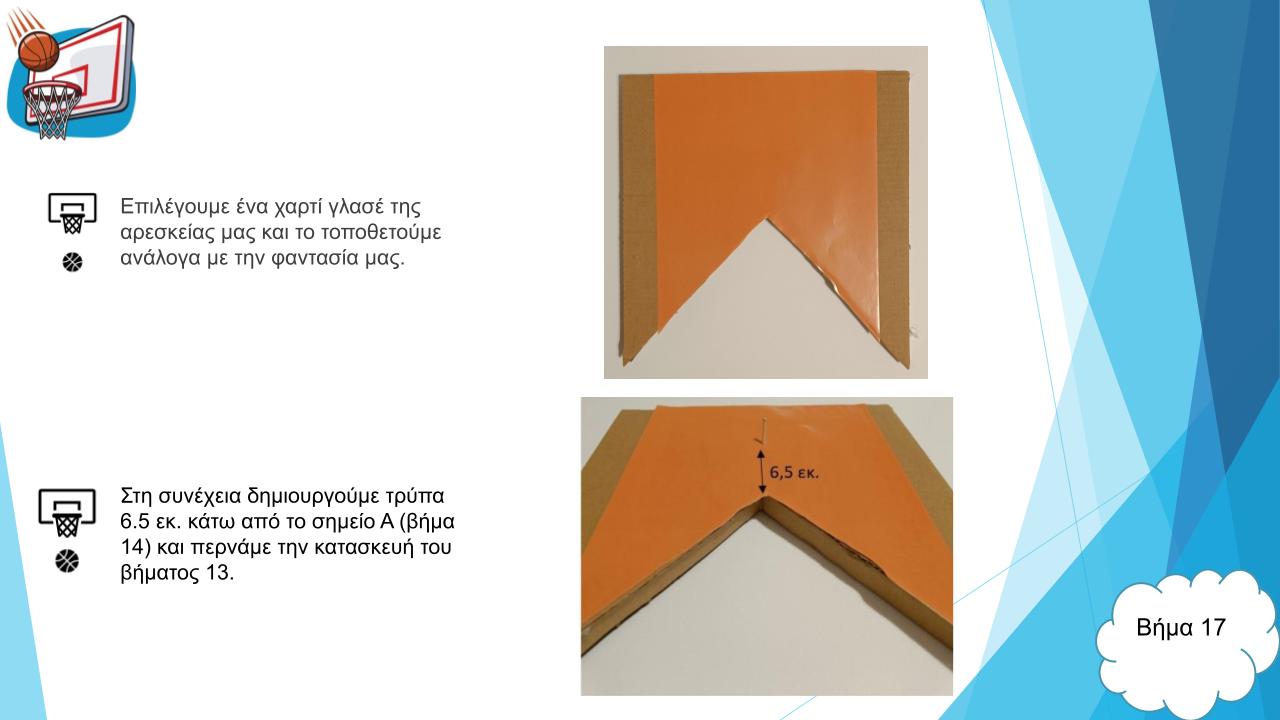 Επιλέγουμε ένα χαρτί γλασέ της
αρεσκείας μας και το τοποθετούμε
ανάλογα με την φαντασία μας.
6,5 εκ.
Στη συνέχεια δημιουργούμε τρύπα
6.5 εκ. κάτω από το σημείο Α (βήμα
14) και περνάμε την κατασκευή του
βήματος 13.
Βήμα 17